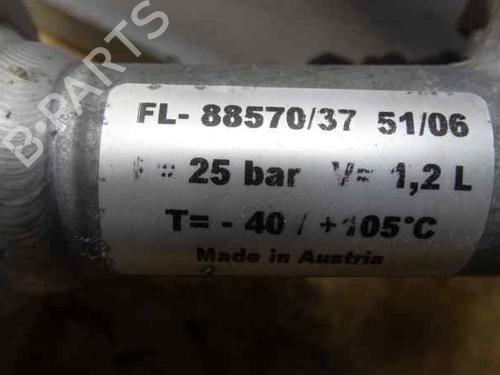 FL- 88570/37 51/06
P = 25 bar V= 1,2 L
T= - 40 / +105°C
Made in Austria
B-PARTS